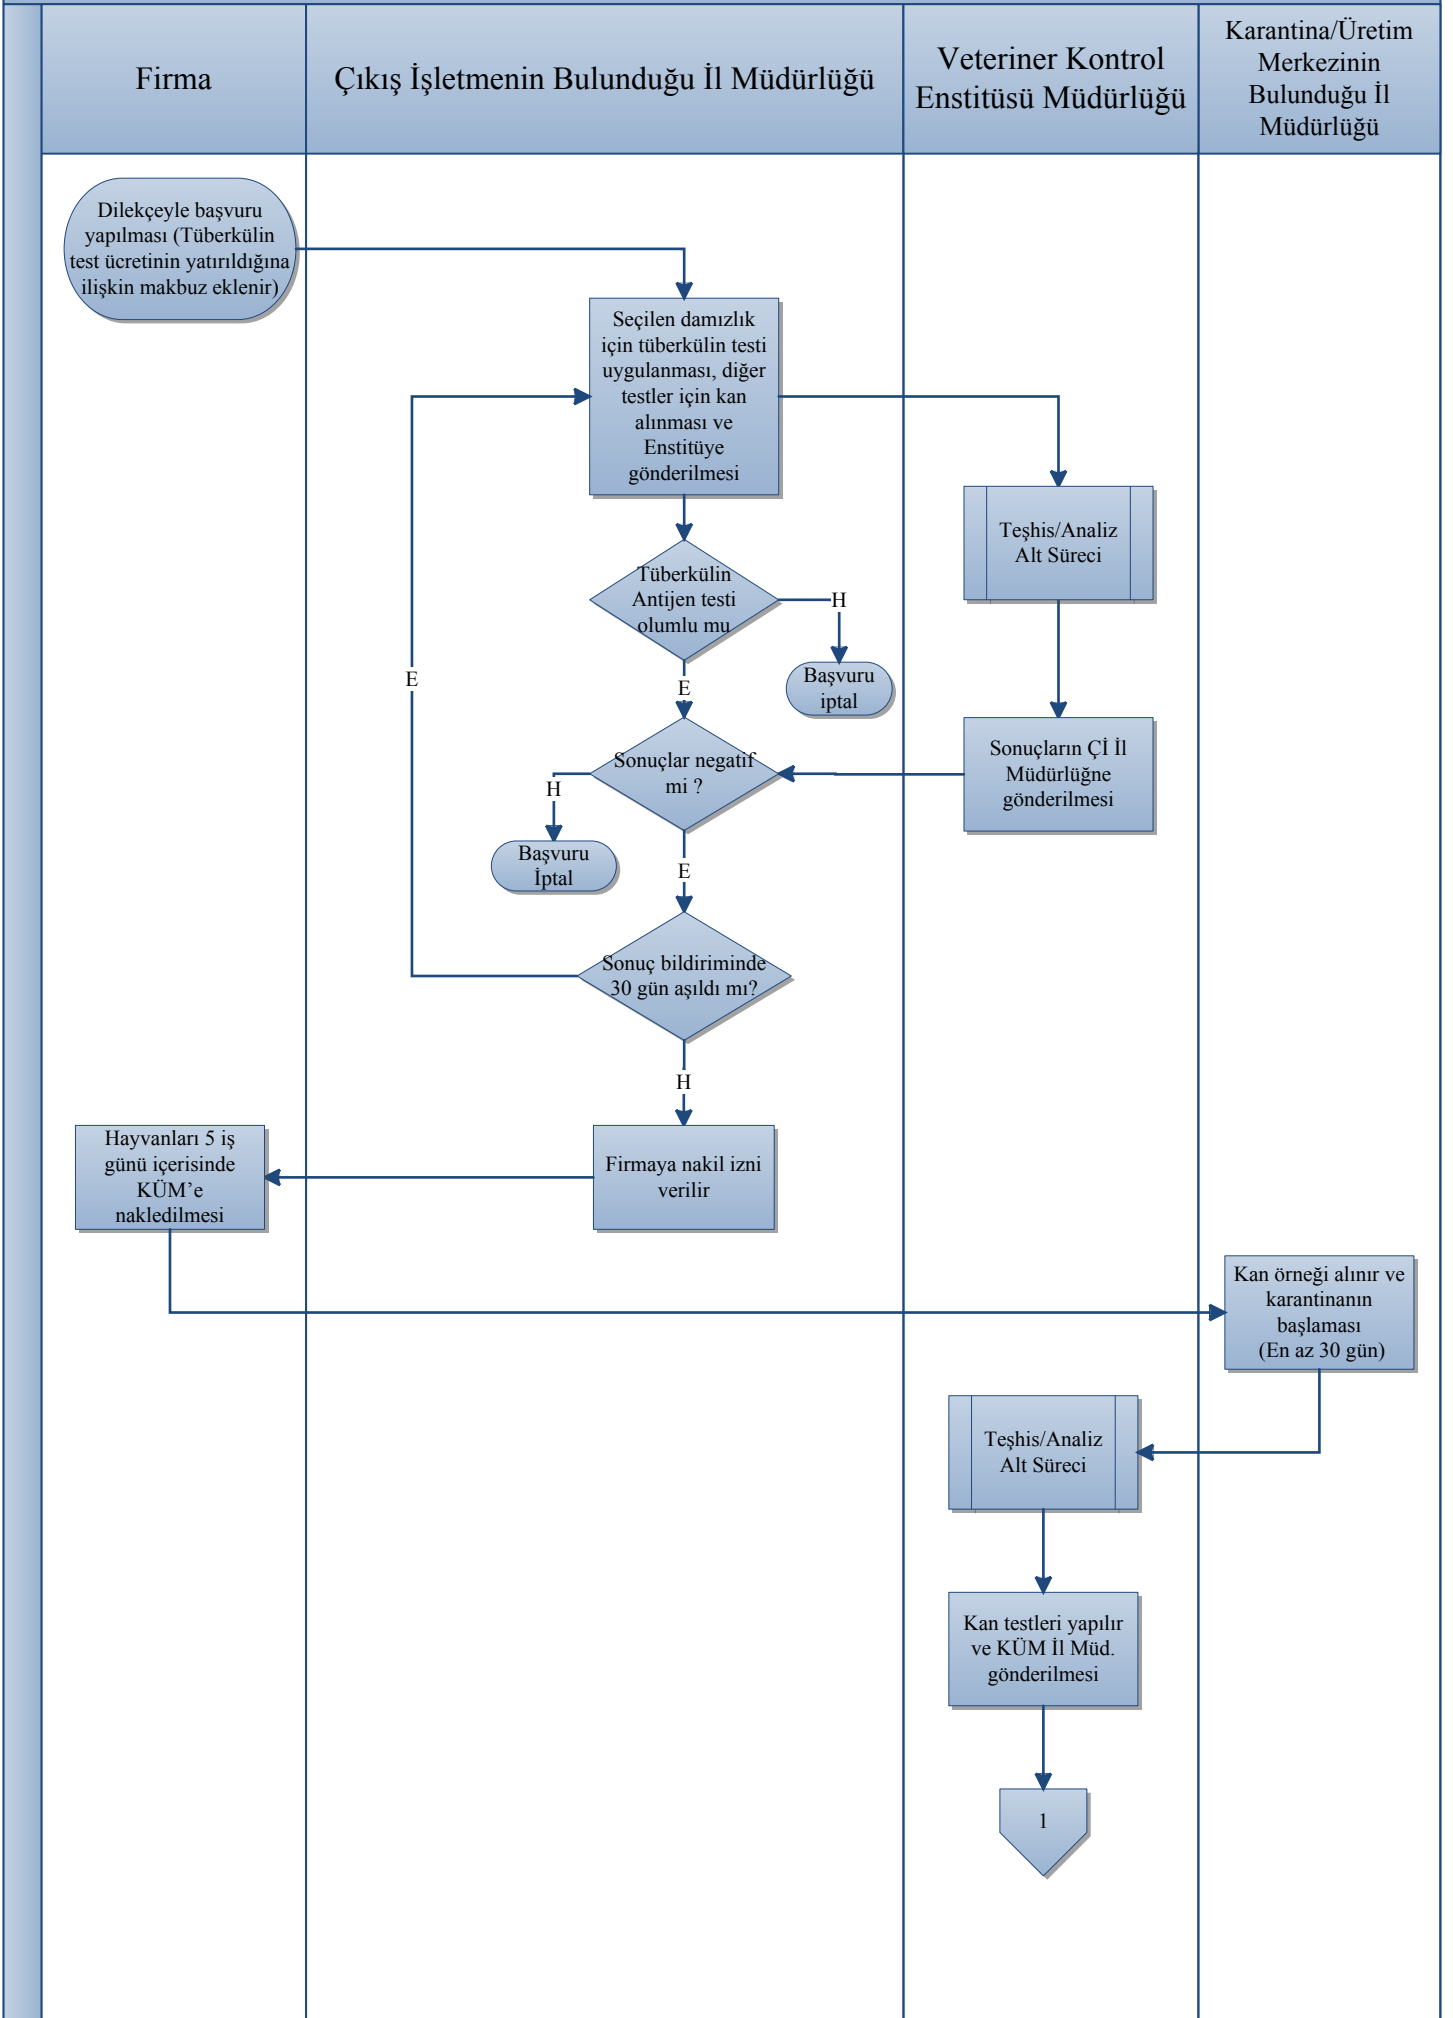 Firma
Çıkış İşletmenin Bulunduğu İl Müdürlüğü
Veteriner Kontrol
Enstitüsü Müdürlüğü
Karantina/Üretim
Merkezinin
Bulunduğu İl
Müdürlüğü
Dilekçeyle başvuru
yapılması (Tüberkülin
test ücretinin yatırıldığına
ilişkin makbuz eklenir)
Seçilen damızlık
için tüberkülin testi
uygulanması, diğer
testler için kan
alınması ve
Enstitüye
gönderilmesi
Teşhis/Analiz
Alt Süreci
Tüberkülin
Antijen testi
olumlu mu
H
Başvuru
iptal
E
E
Sonuçlar negatif
mi ?
Sonuçların Çİ İl
Müdürlüğne
gönderilmesi
H
Başvuru
İptal
E
Sonuç bildiriminde
30 gün aşıldı mı?
H
Hayvanları 5 iş
günü içerisinde
KÜM’e
nakledilmesi
Firmaya nakil izni
verilir
Kan örneği alınır ve
karantinanın
başlaması
(En az 30 gün)
Teşhis/Analiz
Alt Süreci
Kan testleri yapılır
ve KÜM İl Müd.
gönderilmesi
1